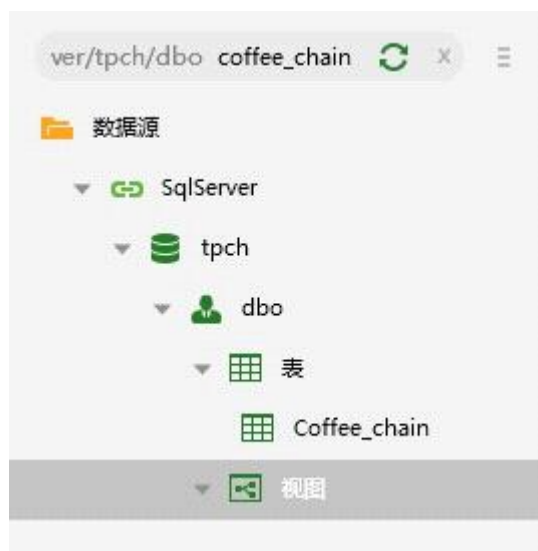 ver/tpch/dbo coffee_chain x
数据源
SqlServer
tpch
dbo
表
Coffee_chain
视图